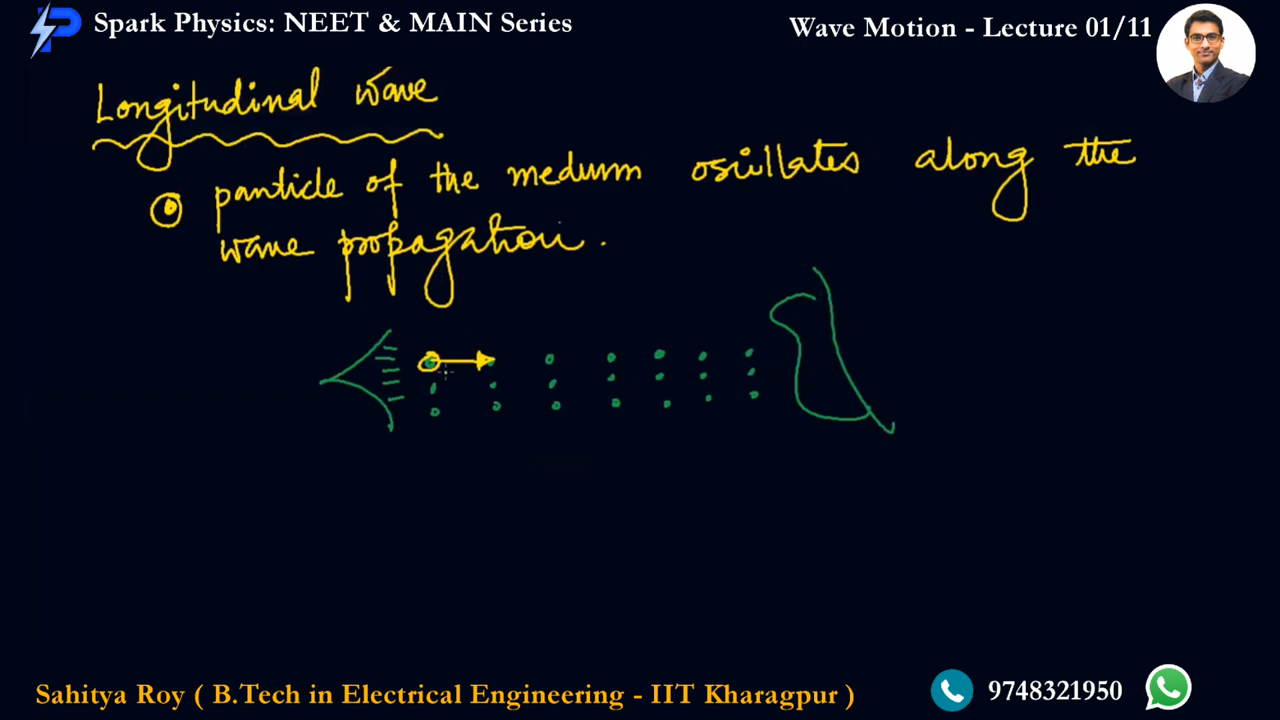 Spark Physics: NEET & MAIN Series
Wave Motion - Lecture 01/11
Longitudinal wave
particle of the medium oscillates along the
wave propagation.
Sahitya Roy ( B.Tech in Electrical Engineering - IIT Kharagpur )
9748321950